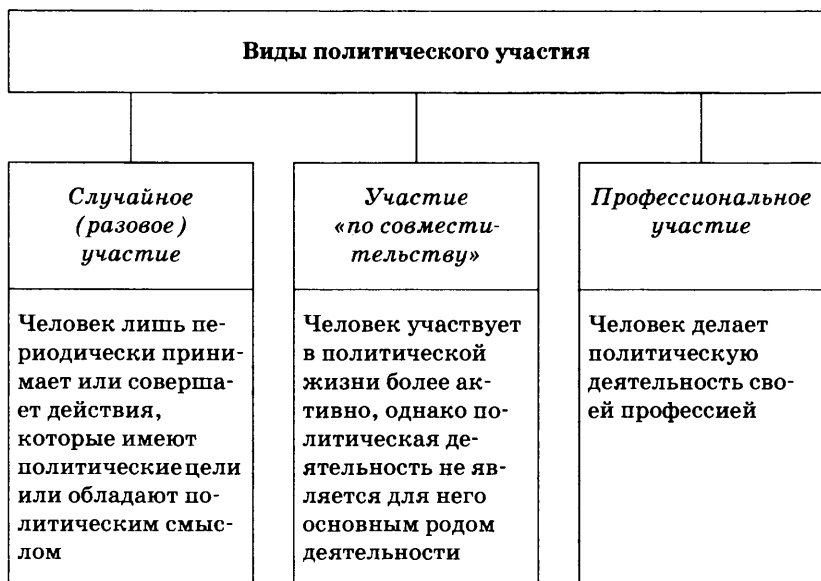 Виды политического участия
Случайное
(разовое)
участие
Человек лишь пе-
риодически прини-
мает или соверша-
ет действия,
которые имеют
политические цели
или обладают по-
литическим смыс-
лом
Участие
«по совмести-
тельству»
Человек участвует
в политической
жизни более ак-
тивно, однако по-
литическая де-
ятельность не яв-
ляется для него
основным родом
деятельности
Профессиональное
участие
Человек делает
политическую
деятельность сво-
ей профессией